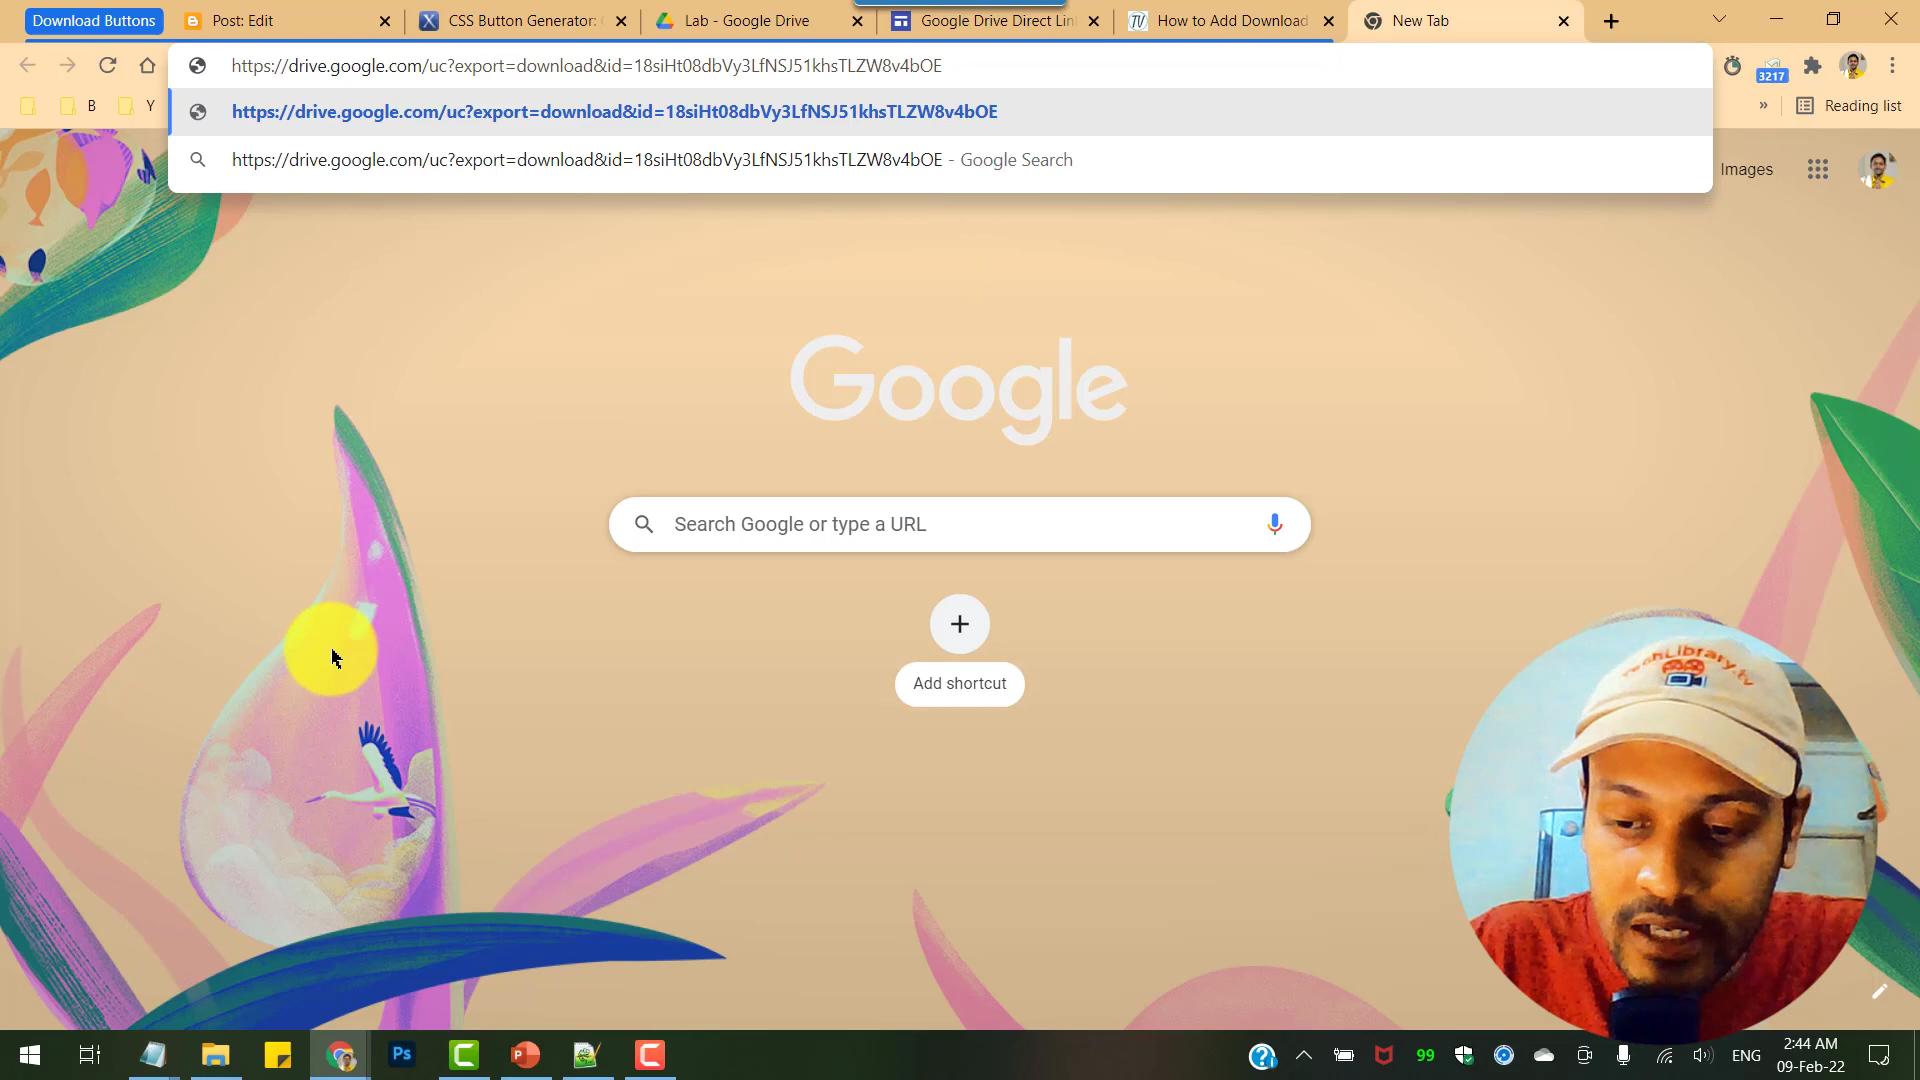 Download Buttons
Post: Edit
CSS Button Generator:
Lab - Google Drive
Google Drive Direct Lin
How to Add Download
New Tab
https://drive.google.com/uc?export=download&id=18siHt08dbVy3LfNSJ51khsTLZW8v4bOE
3217
B
Y
»
Reading list
https://drive.google.com/uc?export=download&id=18siHt08dbVy3LfNSJ51khsTLZW8v4bOE
https://drive.google.com/uc?export=download&id=18siHt08dbVy3LfNSJ51khsTLZW8v4bOE - Google Search
Images
Google
Search Google or type a URL
Add shortcut
TechLibrary.tv
Ps
99
ENG
2:44 AM
09-Feb-22